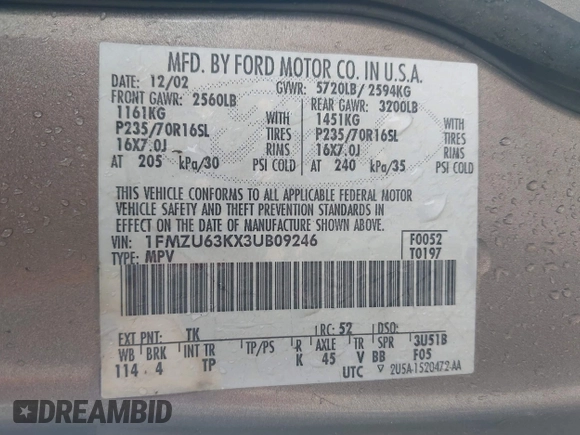 MFD. BY FORD MOTOR CO. IN U.S.A.
DATE: 12/02 GVWR: 5720LB/ 2594KG
FRONT GAWR: 2560LB REAR GAWR: 3200LB
1161KG WITH 1451KG WITH
P235/70R16SL TIRES P235/70R16SL TIRES
16X7.0J RIMS 16X7.0J RIMS
AT 205 kPa/30 PSI COLD AT 240 kPa/35 PSI COLD
THIS VEHICLE CONFORMS TO ALL APPLICABLE FEDERAL MOTOR
VEHICLE SAFETY AND THEFT PREVENTION STANDARDS IN
EFFECT ON THE DATE OF MANUFACTURE SHOWN ABOVE.
VIN: 1FMZU63KX3UB09246 F0052
TYPE: MPV T0197
EXT PNT: TK RC: 52 DSO:
WB BRK INT TR TP/PS R AXLE TR SPR 3U51B
114 4 TP K 45 V BB F05
UTC ▽ 2U5A-1520472-AA
DREAMBID